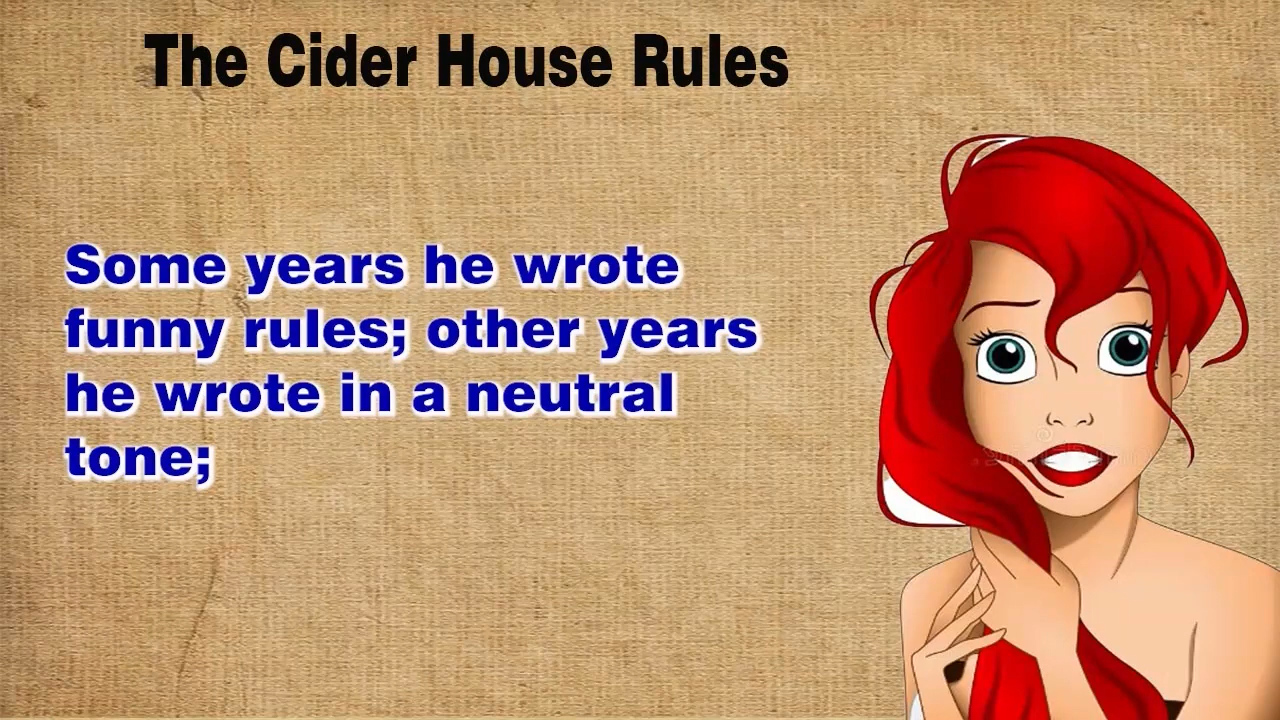 The Cider House Rules
Some years he wrote
funny rules; other years
he wrote in a neutral
tone;